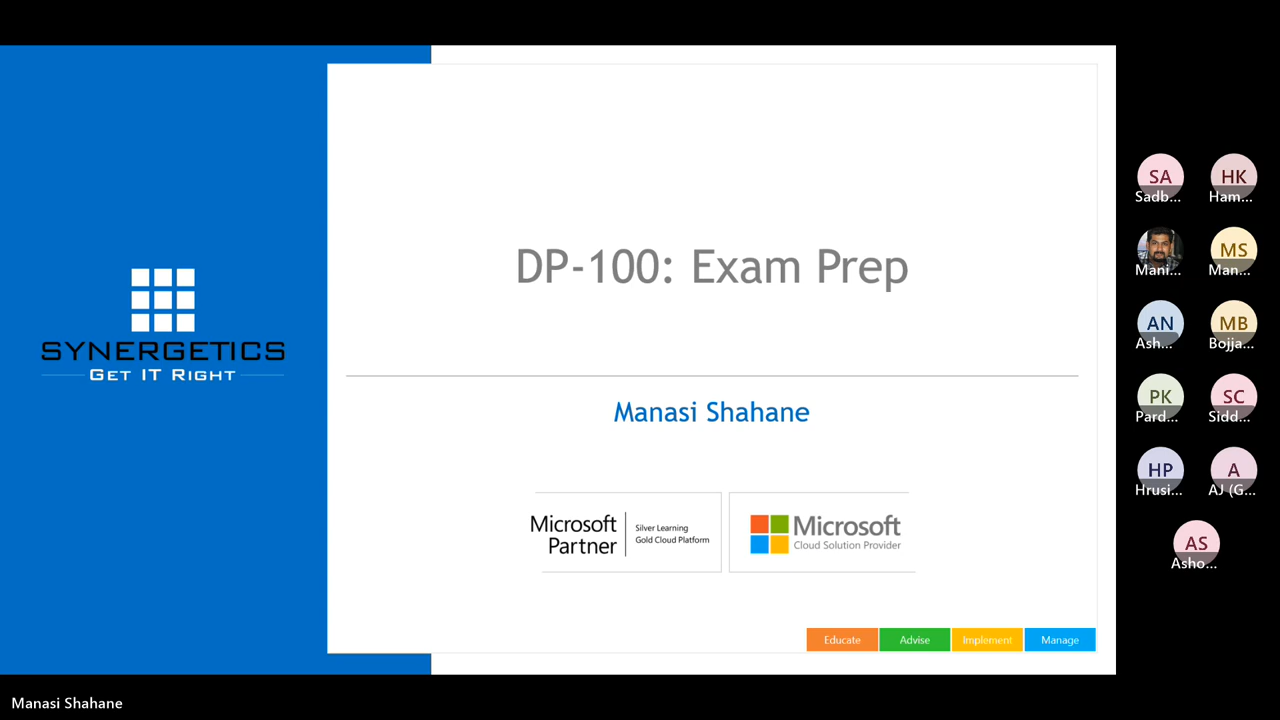 SYNERGETICS
GET IT RIGHT
DP-100: Exam Prep
Manasi Shahane
Microsoft Partner
Silver Learning
Gold Cloud Platform
Microsoft
Cloud Solution Provider
Educate
Advise
Implement
Manage
SA
Sadb...
HK
Ham...
Mani...
MS
Man...
AN
Ash...
MB
Bojja...
PK
Pard...
SC
Sidd...
HP
Hrusi...
A
AJ (G...
AS
Asho...
Manasi Shahane